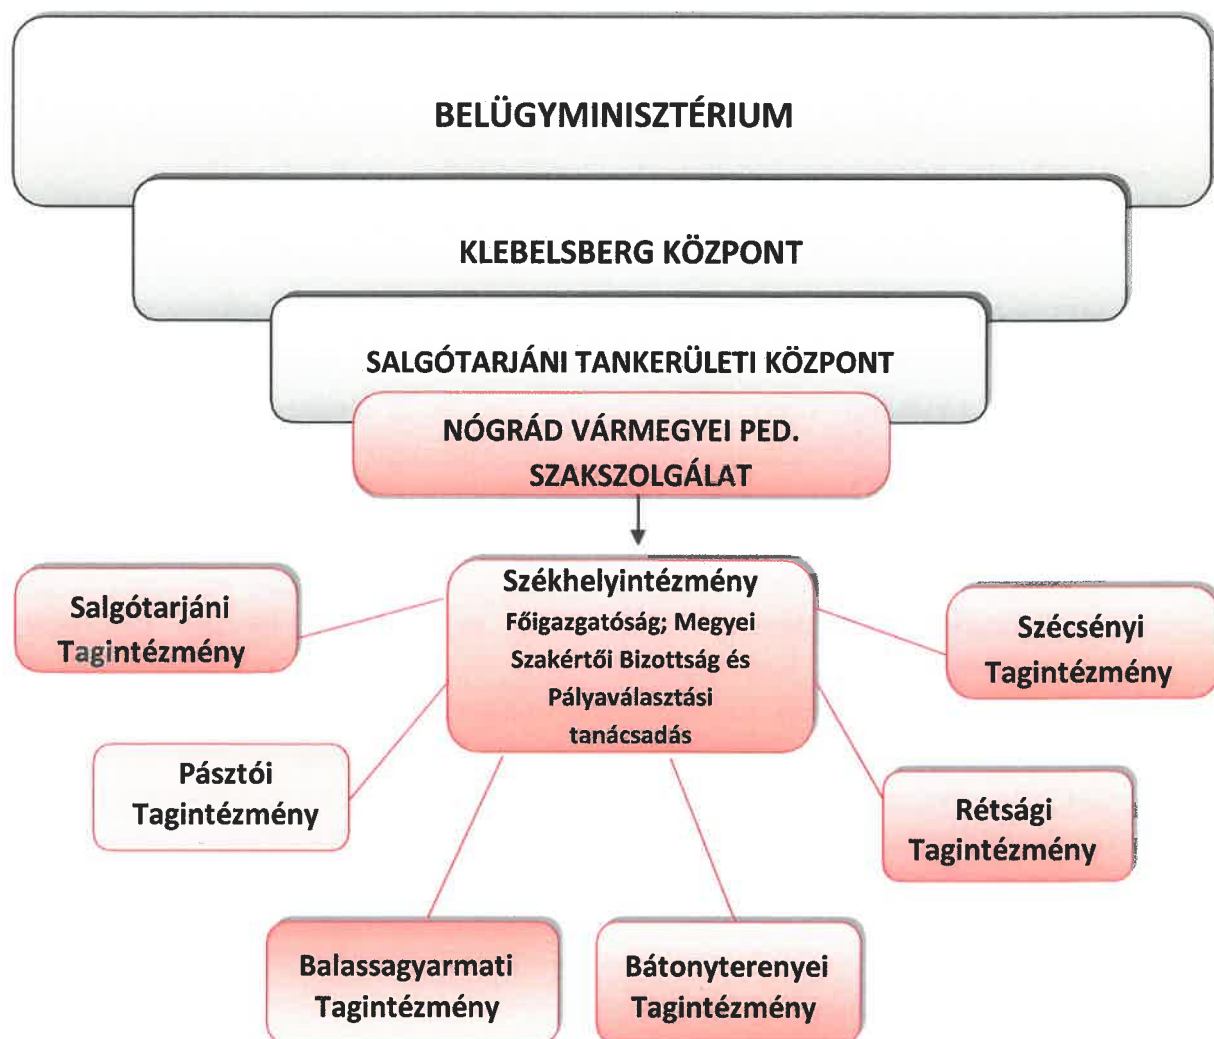 BELÜGYMINISZTÉRIUM
KLEBELSBERG KÖZPONT
SALGÓTARJÁNI TANKERÜLETI KÖZPONT
NÓGRÁD VÁRMEGYEI PED.
SZAKSZOLGÁLAT
Székhelyintézmény
Főigazgatóság; Megyei
Szakértői Bizottság és
Pályaválasztási
tanácsadás
Salgótarjáni
Tagintézmény
Szécsényi
Tagintézmény
Pásztói
Tagintézmény
Rétsági
Tagintézmény
Balassagyarmati
Tagintézmény
Bátonyterenyei
Tagintézmény